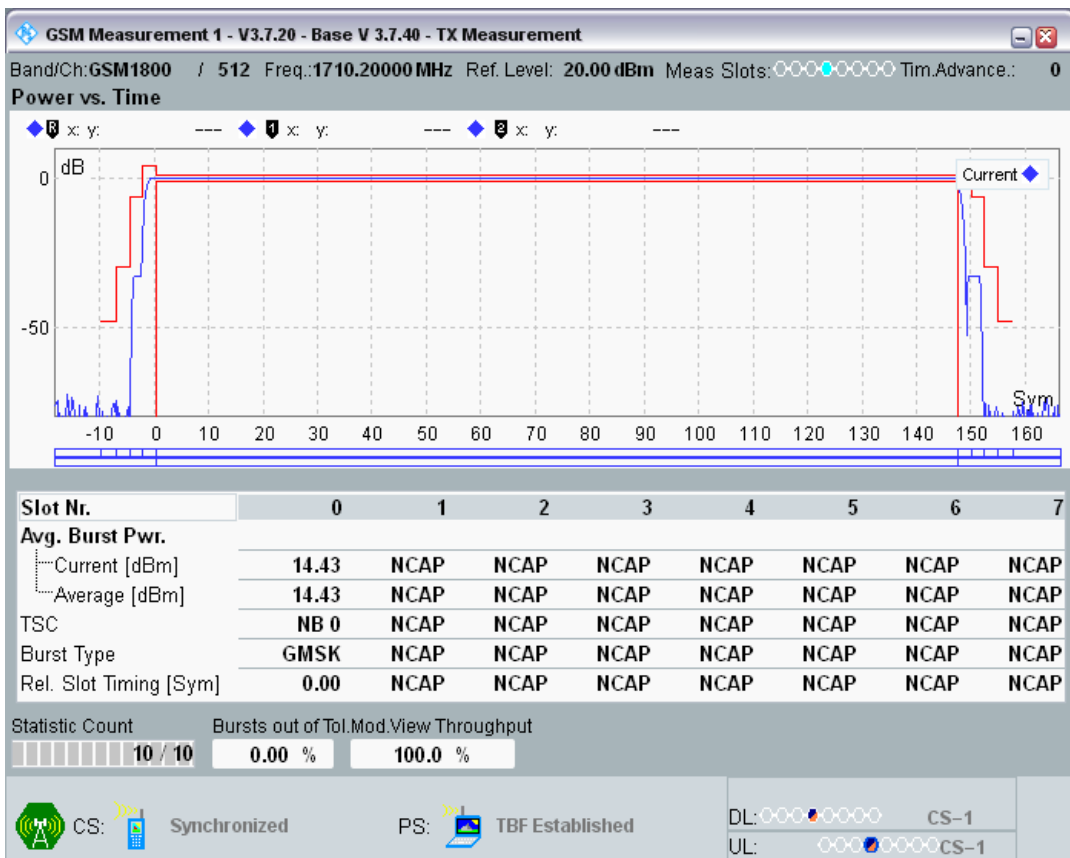 GSM Measurement 1 - V3.7.20 - Base V 3.7.40 - TX Measurement
Band/Ch:GSM1800 / 512 Freq.:1710.20000 MHz Ref. Level: 20.00 dBm Meas Slots: Tim.Advance.: 0
Power vs. Time
R x: y: --- 1 x: y: --- 2 x: y: ---
dB
Current
0
-50
Sym
-10 0 10 20 30 40 50 60 70 80 90 100 110 120 130 140 150 160
Slot Nr. 0 1 2 3 4 5 6 7
Avg. Burst Pwr.
Current [dBm] 14.43 NCAP NCAP NCAP NCAP NCAP NCAP NCAP
Average [dBm] 14.43 NCAP NCAP NCAP NCAP NCAP NCAP NCAP
TSC NB 0 NCAP NCAP NCAP NCAP NCAP NCAP NCAP
Burst Type GMSK NCAP NCAP NCAP NCAP NCAP NCAP NCAP
Rel. Slot Timing [Sym] 0.00 NCAP NCAP NCAP NCAP NCAP NCAP NCAP
Statistic Count Bursts out of Tol.Mod.View Throughput
10 / 10 0.00 % 100.0 %
CS: Synchronized PS: TBF Established
DL: CS-1
UL: CS-1